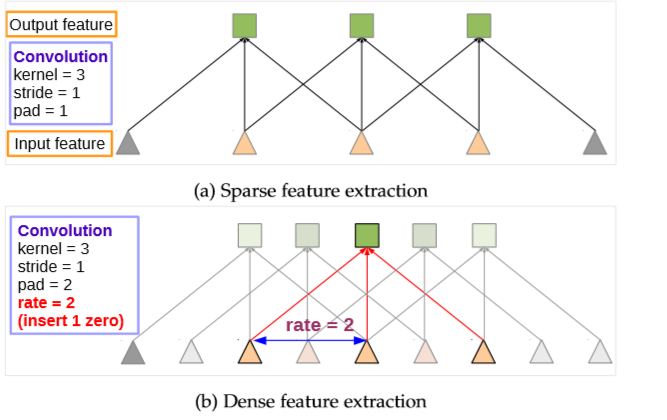 Output feature
Convolution
kernel = 3
stride = 1
pad = 1
Input feature
(a) Sparse feature extraction
Convolution
kernel = 3
stride = 1
pad = 2
rate = 2
(insert 1 zero)
rate = 2
(b) Dense feature extraction